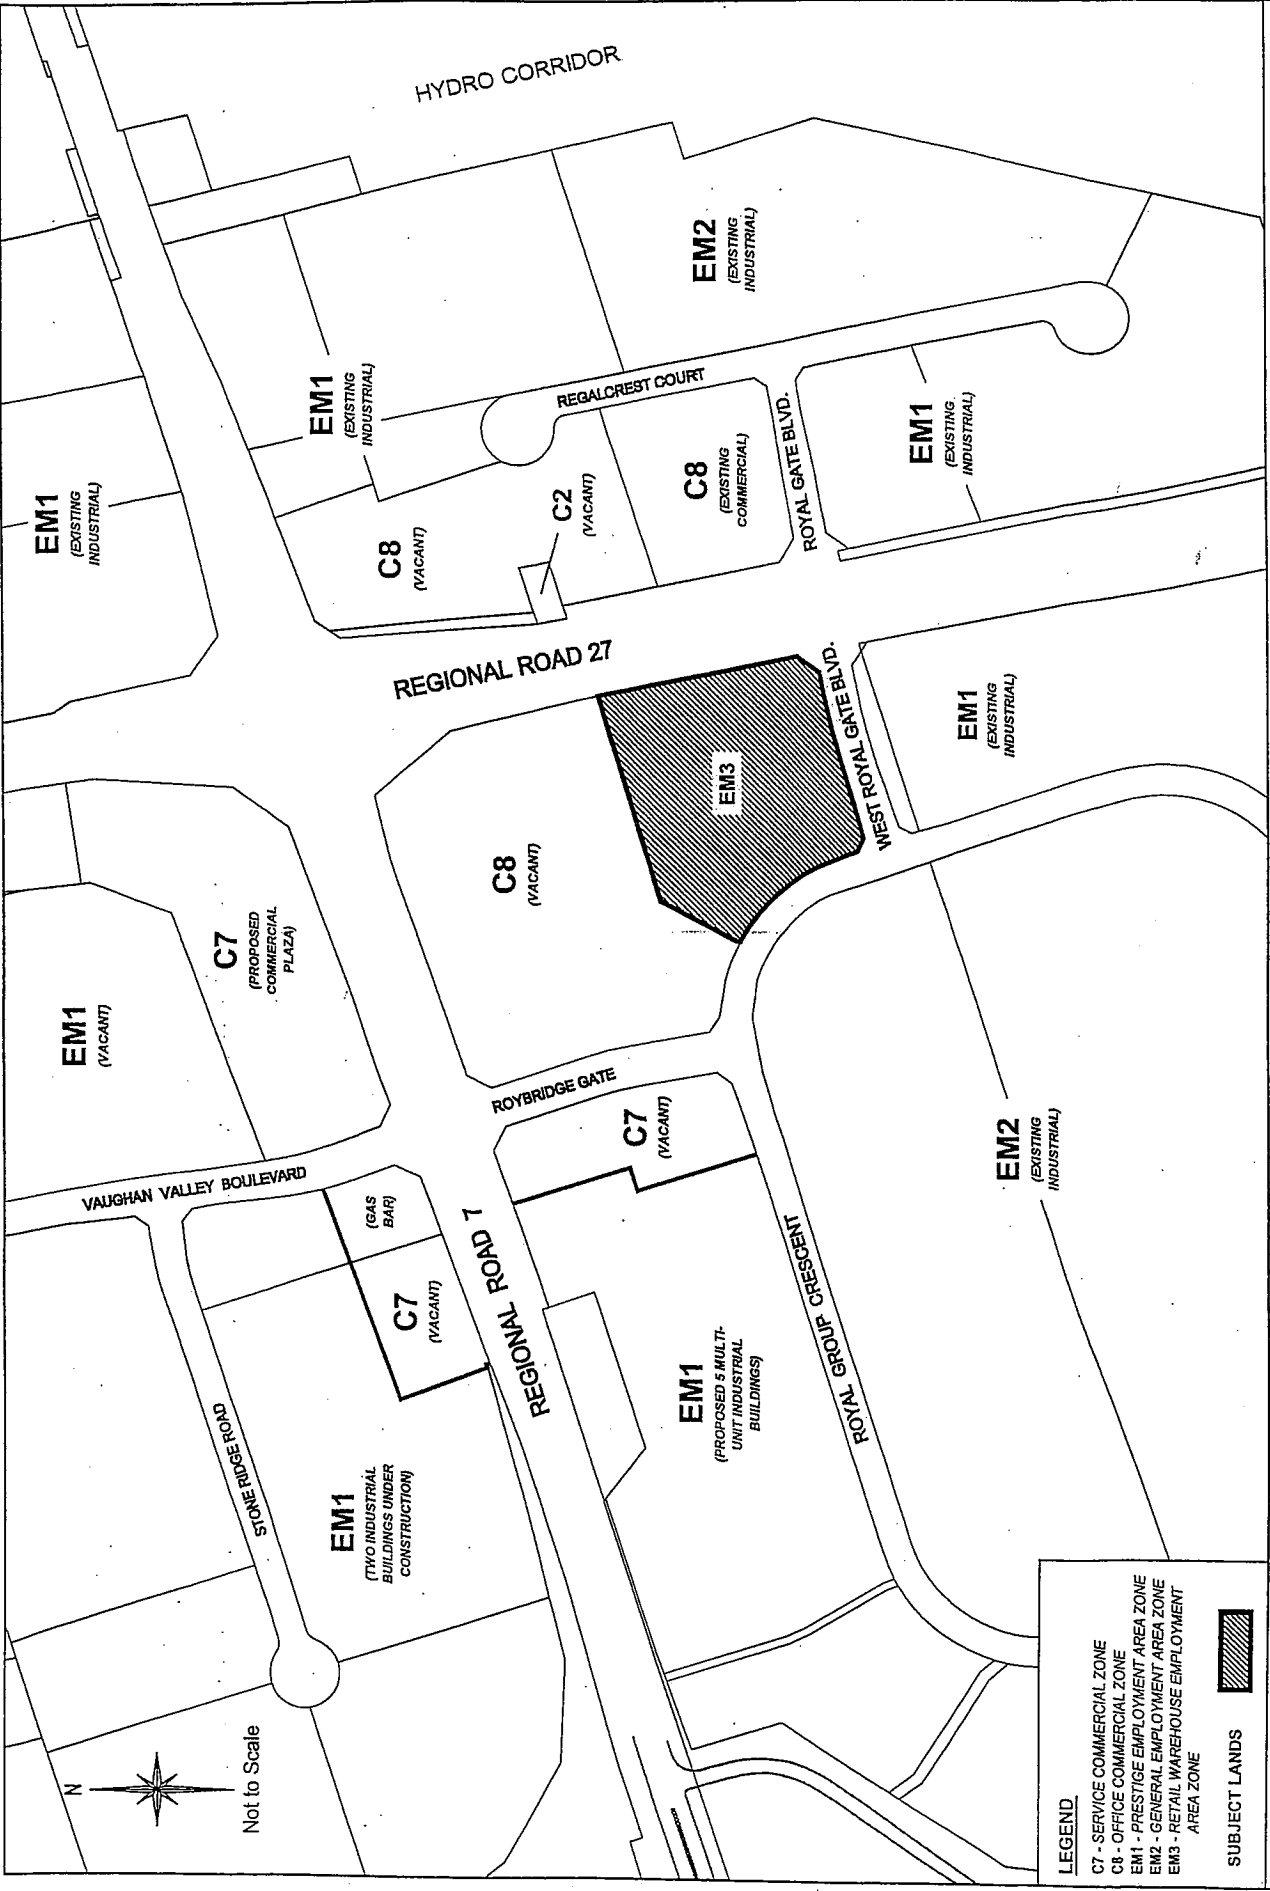 HYDRO CORRIDOR
EM1
(EXISTING
INDUSTRIAL)
EM1
(EXISTING
INDUSTRIAL)
EM2
(EXISTING
INDUSTRIAL)
REGALCREST COURT
C8
(VACANT)
C2
(VACANT)
C8
(EXISTING
COMMERCIAL)
ROYAL GATE BLVD.
EM1
(EXISTING
INDUSTRIAL)
REGIONAL ROAD 27
EM3
WEST ROYAL GATE BLVD.
EM1
(EXISTING
INDUSTRIAL)
C8
(VACANT)
C7
(PROPOSED
COMMERCIAL
PLAZA)
EM1
(VACANT)
VAUGHAN VALLEY BOULEVARD
ROYBRIDGE GATE
C7
(VACANT)
(GAS
BAR)
C7
(VACANT)
REGIONAL ROAD 7
EM2
(EXISTING
INDUSTRIAL)
ROYAL GROUP CRESCENT
EM1
(PROPOSED 5 MULTI-
UNIT INDUSTRIAL
BUILDINGS)
STONE RIDGE ROAD
EM1
(TWO INDUSTRIAL
BUILDINGS UNDER
CONSTRUCTION)
N
Not to Scale
LEGEND
C7 - SERVICE COMMERCIAL ZONE
C8 - OFFICE COMMERCIAL ZONE
EM1 - PRESTIGE EMPLOYMENT AREA ZONE
EM2 - GENERAL EMPLOYMENT AREA ZONE
EM3 - RETAIL WAREHOUSE EMPLOYMENT
AREA ZONE
SUBJECT LANDS